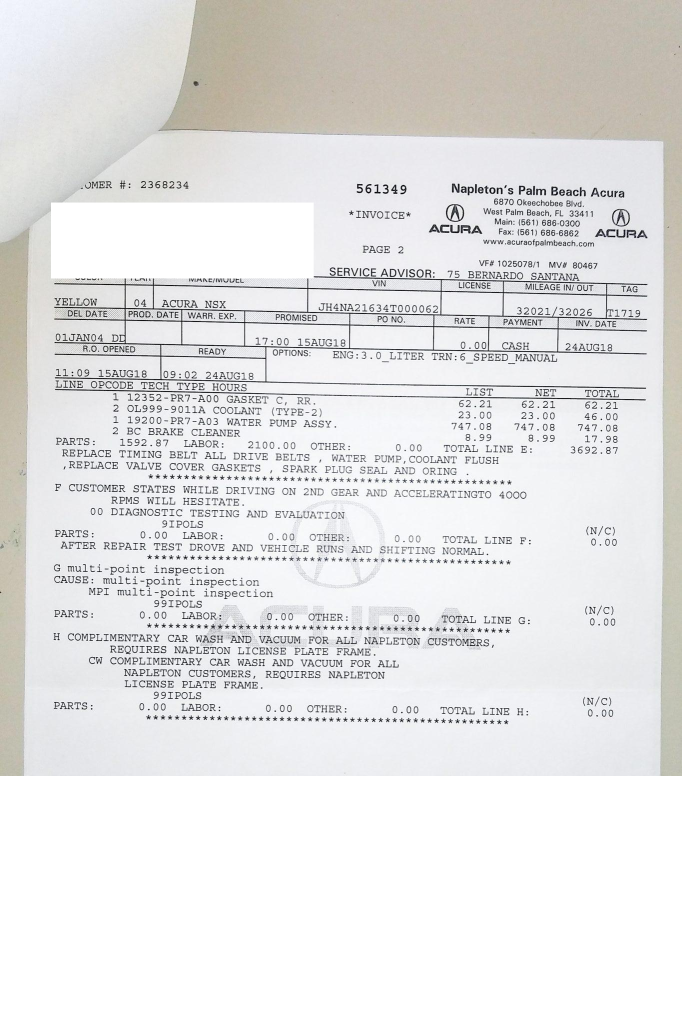 OMER #: 2368234
561349
*INVOICE*
PAGE 2
Napleton's Palm Beach Acura
6870 Okeechobee Blvd.
West Palm Beach, FL 33411
Main: (561) 686-0300
Fax: (561) 686-6862
www.acuraofpalmbeach.com
ACURA
ACURA
VF# 1025078/1 MV# 80467
SERVICE ADVISOR: 75 BERNARDO SANTANA
COLOR YEAR MAKE/MODEL VIN LICENSE MILEAGE IN/ OUT TAG
YELLOW 04 ACURA NSX JH4NA21634T000062 32021/32026 T1719
DEL DATE PROD. DATE WARR. EXP. PROMISED PO NO. RATE PAYMENT INV. DATE
01JAN04 DD 17:00 15AUG18 0.00 CASH 24AUG18
R.O. OPENED READY OPTIONS: ENG:3.0_LITER TRN:6_SPEED_MANUAL
11:09 15AUG18 09:02 24AUG18
LINE OPCODE TECH TYPE HOURS LIST NET TOTAL
1 12352-PR7-A00 GASKET C, RR. 62.21 62.21 62.21
2 OL999-9011A COOLANT (TYPE-2) 23.00 23.00 46.00
1 19200-PR7-A03 WATER PUMP ASSY. 747.08 747.08 747.08
2 BC BRAKE CLEANER 8.99 8.99 17.98
PARTS: 1592.87 LABOR: 2100.00 OTHER: 0.00 TOTAL LINE E: 3692.87
REPLACE TIMING BELT ALL DRIVE BELTS , WATER PUMP,COOLANT FLUSH
,REPLACE VALVE COVER GASKETS , SPARK PLUG SEAL AND ORING .
****************************************************
F CUSTOMER STATES WHILE DRIVING ON 2ND GEAR AND ACCELERATINGTO 4000
RPMS WILL HESITATE.
00 DIAGNOSTIC TESTING AND EVALUATION
9IPOLS (N/C)
PARTS: 0.00 LABOR: 0.00 OTHER: 0.00 TOTAL LINE F: 0.00
AFTER REPAIR TEST DROVE AND VEHICLE RUNS AND SHIFTING NORMAL.
****************************************************
G multi-point inspection
CAUSE: multi-point inspection
MPI multi-point inspection
99IPOLS (N/C)
PARTS: 0.00 LABOR: 0.00 OTHER: 0.00 TOTAL LINE G: 0.00
****************************************************
H COMPLIMENTARY CAR WASH AND VACUUM FOR ALL NAPLETON CUSTOMERS,
REQUIRES NAPLETON LICENSE PLATE FRAME.
CW COMPLIMENTARY CAR WASH AND VACUUM FOR ALL
NAPLETON CUSTOMERS, REQUIRES NAPLETON
LICENSE PLATE FRAME.
99IPOLS (N/C)
PARTS: 0.00 LABOR: 0.00 OTHER: 0.00 TOTAL LINE H: 0.00
****************************************************
ACURA